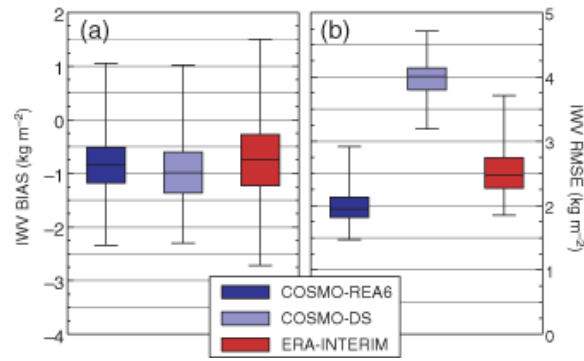 (a)
(b)
IWV BIAS (kg m⁻²)
2
1
0
−1
−2
−3
−4
IWV RMSE (kg m⁻²)
5
4
3
2
1
0
COSMO-REA6
COSMO-DS
ERA-INTERIM